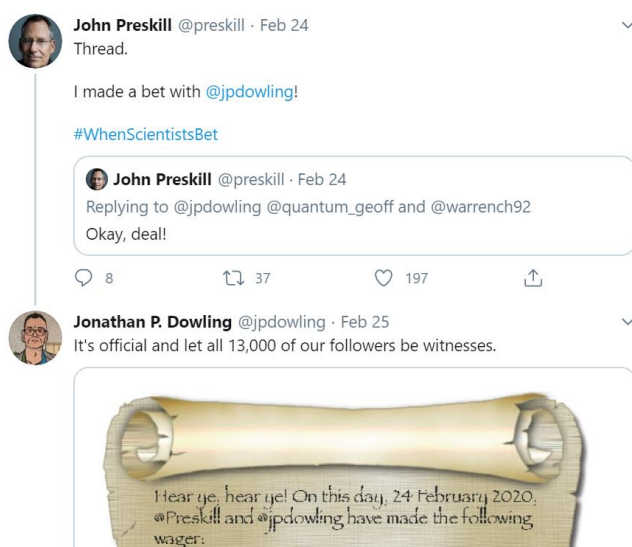 John Preskill @preskill · Feb 24
Thread.
I made a bet with @jpdowling!
#WhenScientistsBet
John Preskill @preskill · Feb 24
Replying to @jpdowling @quantum_geoff and @warrench92
Okay, deal!
8 37 197
Jonathan P. Dowling @jpdowling · Feb 25
It's official and let all 13,000 of our followers be witnesses.
Hear ye, hear ye! On this day, 24 February 2020,
@Preskill and @jpdowling have made the following
wager: